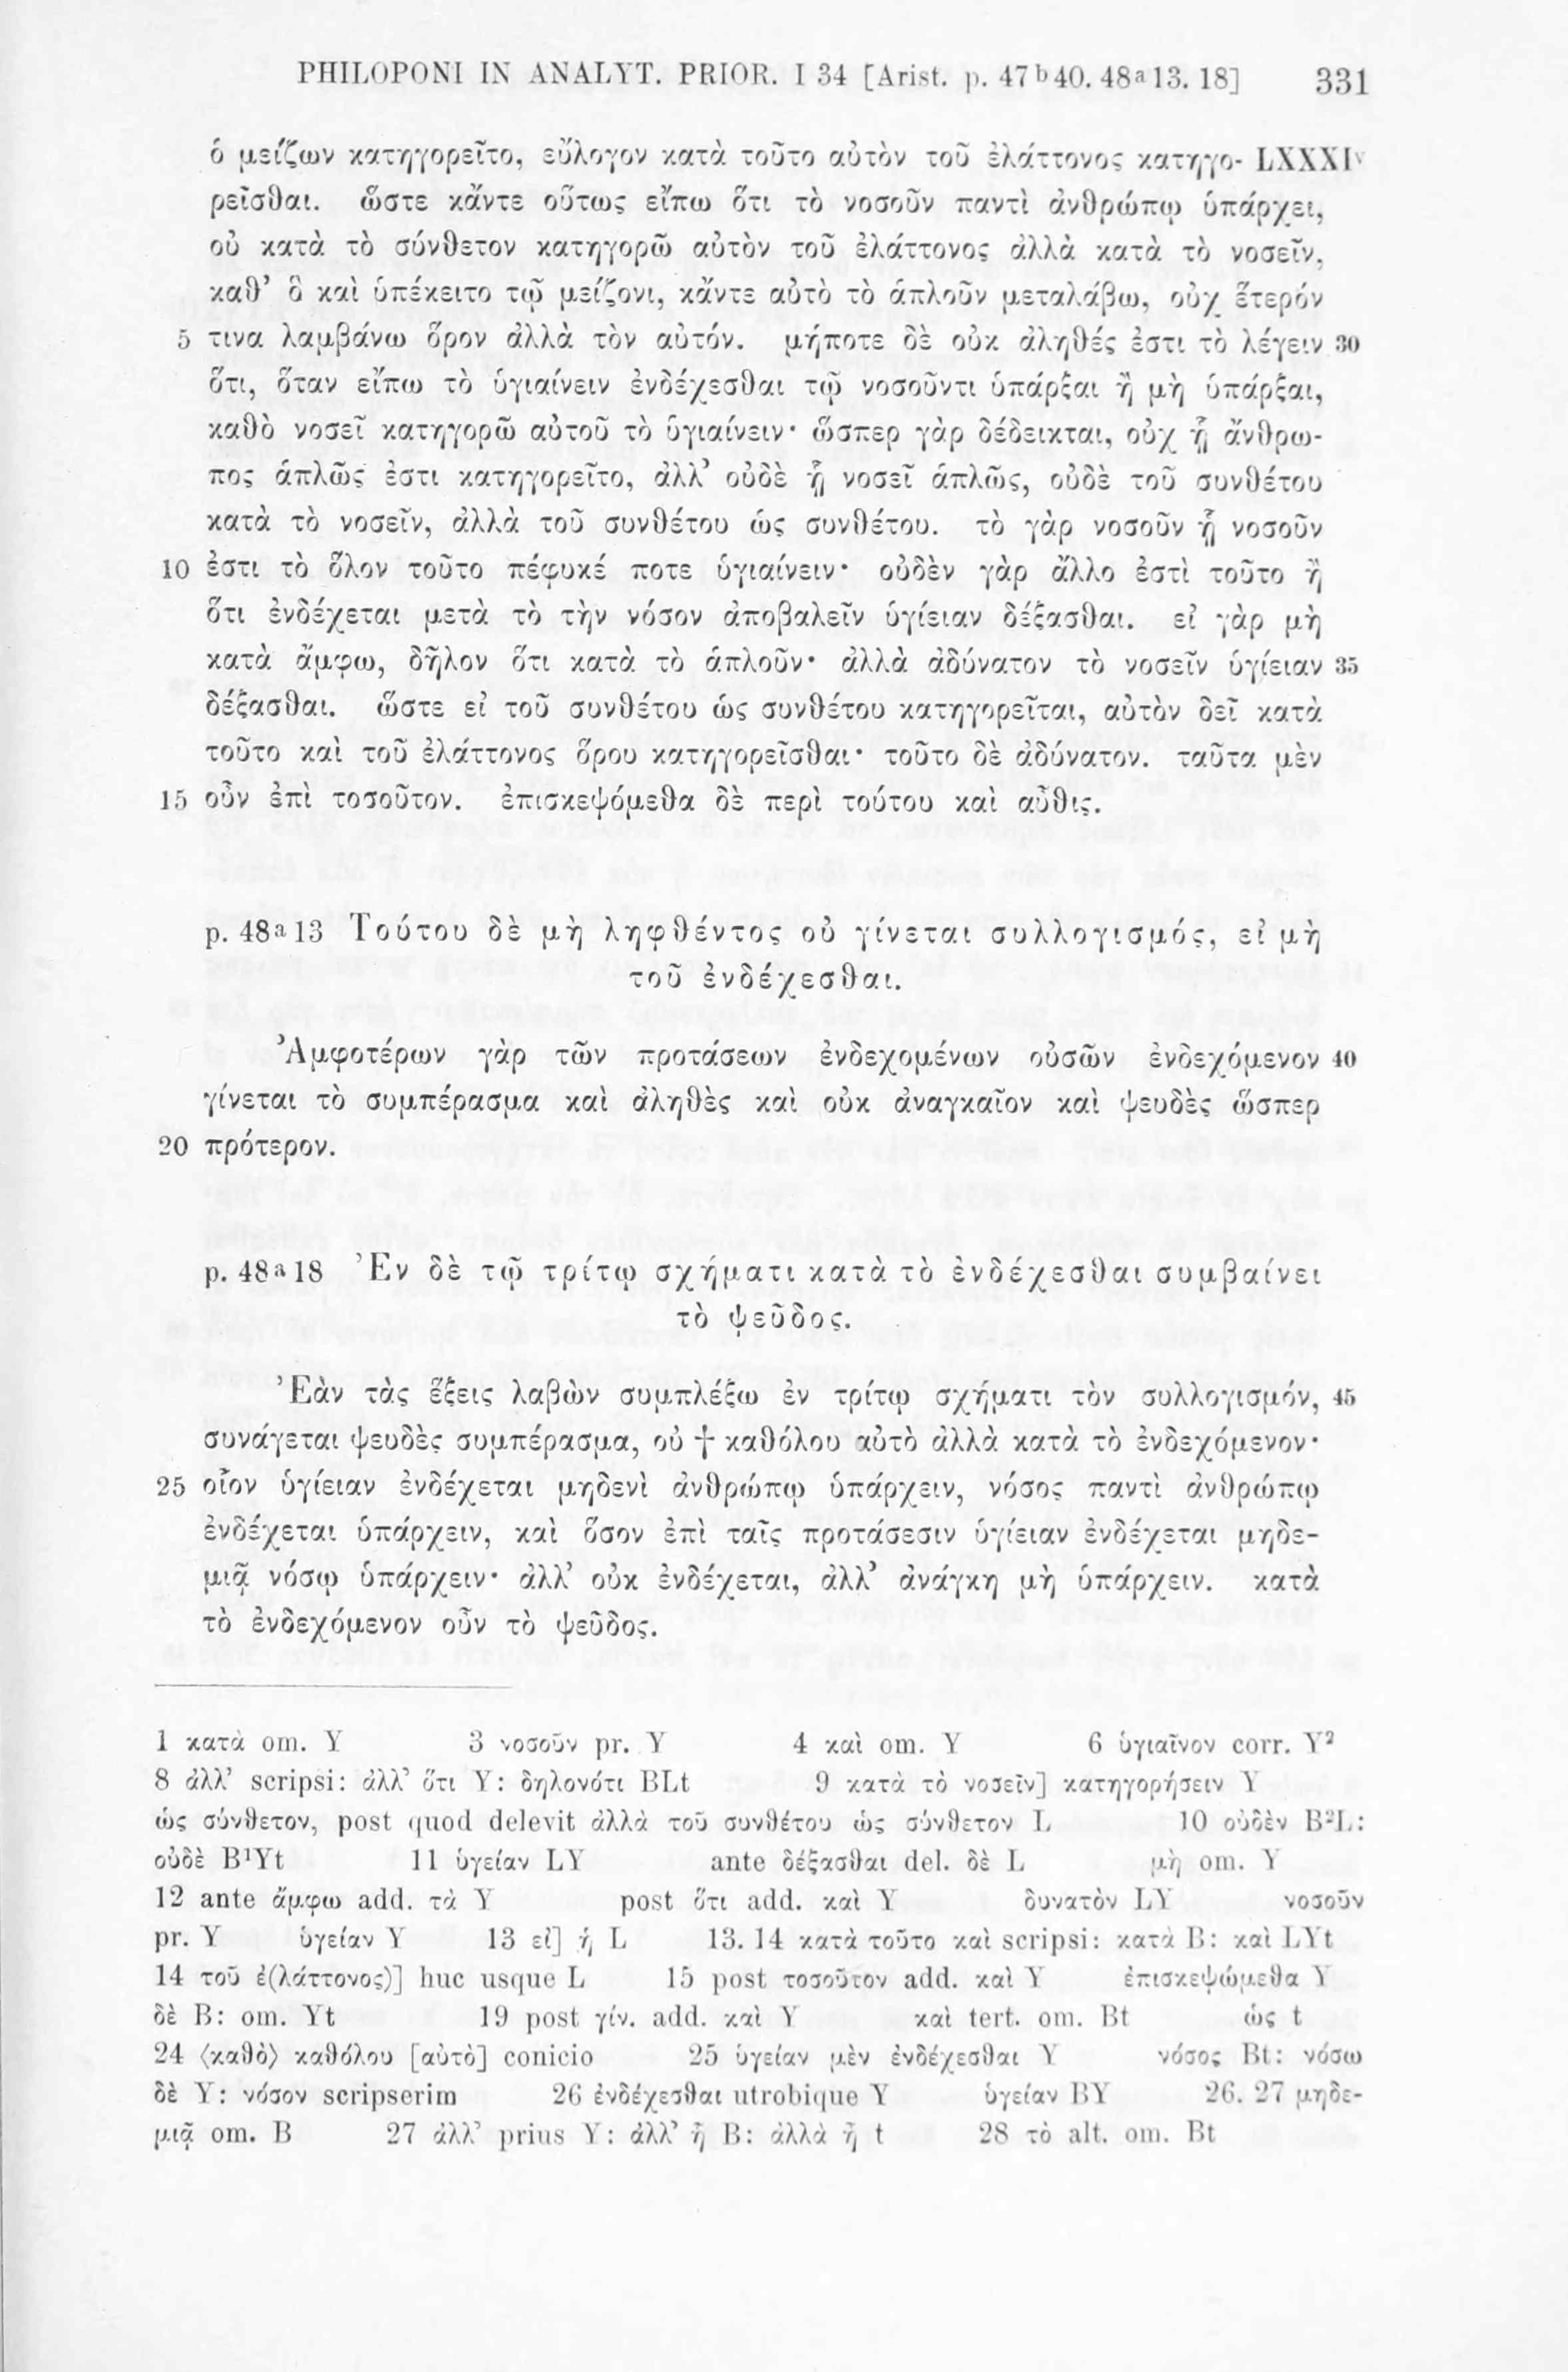 PHILOPONI IN ANALYT. PRIOR. I 34 [Arist. p. 47ᵇ40. 48ᵃ13. 18] 331
ὁ μείζων κατηγορεῖτο, εὔλογον κατὰ τοῦτο αὐτὸν τοῦ ἐλάττονος κατηγο- LXXXIᵛ
ρεῖσθαι. ὥστε κἄντε οὕτως εἴπω ὅτι τὸ νοσοῦν παντὶ ἀνθρώπῳ ὑπάρχει,
οὐ κατὰ τὸ σύνθετον κατηγορῶ αὐτὸν τοῦ ἐλάττονος ἀλλὰ κατὰ τὸ νοσεῖν,
καθ’ ὃ καὶ ὑπέκειτο τῷ μείζονι, κἄντε αὐτὸ τὸ ἁπλοῦν μεταλάβω, οὐχ ἕτερόν
5 τινα λαμβάνω ὅρον ἀλλὰ τὸν αὐτόν. μήποτε δὲ οὐκ ἀληθές ἐστι τὸ λέγειν 30
ὅτι, ὅταν εἴπω τὸ ὑγιαίνειν ἐνδέχεσθαι τῷ νοσοῦντι ὑπάρξαι ἢ μὴ ὑπάρξαι,
καθὸ νοσεῖ κατηγορῶ αὐτοῦ τὸ ὑγιαίνειν· ὥσπερ γὰρ δέδεικται, οὐχ ᾗ ἄνθρω-
πος ἁπλῶς ἐστι κατηγορεῖτο, ἀλλ’ οὐδὲ ᾗ νοσεῖ ἁπλῶς, οὐδὲ τοῦ συνθέτου
κατὰ τὸ νοσεῖν, ἀλλὰ τοῦ συνθέτου ὡς συνθέτου. τὸ γὰρ νοσοῦν ᾗ νοσοῦν
10 ἐστι τὸ ὅλον τοῦτο πέφυκέ ποτε ὑγιαίνειν· οὐδὲν γὰρ ἄλλο ἐστὶ τοῦτο ἢ
ὅτι ἐνδέχεται μετὰ τὸ τὴν νόσον ἀποβαλεῖν ὑγίειαν δέξασθαι. εἰ γὰρ μὴ
κατὰ ἄμφω, δῆλον ὅτι κατὰ τὸ ἁπλοῦν· ἀλλὰ ἀδύνατον τὸ νοσεῖν ὑγίειαν 35
δέξασθαι. ὥστε εἰ τοῦ συνθέτου ὡς συνθέτου κατηγορεῖται, αὐτὸν δεῖ κατὰ
τοῦτο καὶ τοῦ ἐλάττονος ὅρου κατηγορεῖσθαι· τοῦτο δὲ ἀδύνατον. ταῦτα μὲν
15 οὖν ἐπὶ τοσοῦτον. ἐπισκεψόμεθα δὲ περὶ τούτου καὶ αὖθις.
p. 48ᵃ13 Τούτου δὲ μὴ ληφθέντος οὐ γίνεται συλλογισμός, εἰ μὴ
τοῦ ἐνδέχεσθαι.
Ἀμφοτέρων γὰρ τῶν προτάσεων ἐνδεχομένων οὐσῶν ἐνδεχόμενον 40
γίνεται τὸ συμπέρασμα καὶ ἀληθὲς καὶ οὐκ ἀναγκαῖον καὶ ψευδὲς ὥσπερ
20 πρότερον.
p. 48ᵃ18 Ἐν δὲ τῷ τρίτῳ σχήματι κατὰ τὸ ἐνδέχεσθαι συμβαίνει
τὸ ψεῦδος.
Ἐὰν τὰς ἕξεις λαβὼν συμπλέξω ἐν τρίτῳ σχήματι τὸν συλλογισμόν, 45
συνάγεται ψευδὲς συμπέρασμα, οὐ † καθόλου αὐτὸ ἀλλὰ κατὰ τὸ ἐνδεχόμενον·
25 οἷον ὑγίειαν ἐνδέχεται μηδενὶ ἀνθρώπῳ ὑπάρχειν, νόσος παντὶ ἀνθρώπῳ
ἐνδέχεται ὑπάρχειν, καὶ ὅσον ἐπὶ ταῖς προτάσεσιν ὑγίειαν ἐνδέχεται μηδε-
μιᾷ νόσῳ ὑπάρχειν· ἀλλ’ οὐκ ἐνδέχεται, ἀλλ’ ἀνάγκη μὴ ὑπάρχειν. κατὰ
τὸ ἐνδεχόμενον οὖν τὸ ψεῦδος.
1 κατὰ om. Y 3 νοσοῦν pr. Y 4 καὶ om. Y 6 ὑγιαῖνον corr. Y²
8 ἀλλ’ scripsi: ἀλλ’ ὅτι Y: δηλονότι BLt 9 κατὰ τὸ νοσεῖν] κατηγορήσειν Y
ὡς σύνθετον, post quod delevit ἀλλὰ τοῦ συνθέτου ὡς σύνθετον L 10 οὐδὲν B²L:
οὐδὲ B¹Yt 11 ὑγείαν LY ante δέξασθαι del. δὲ L μὴ om. Y
12 ante ἄμφω add. τὰ Y post ὅτι add. καὶ Y δυνατὸν LY νοσοῦν
pr. Y ὑγείαν Y 13 εἰ] ἡ L 13. 14 κατὰ τοῦτο καὶ scripsi: κατὰ B: καὶ LYt
14 τοῦ ἐ(λάττονος)] huc usque L 15 post τοσοῦτον add. καὶ Y ἐπισκεψώμεθα Y
δὲ B: om. Yt 19 post γίν. add. καὶ Y καὶ tert. om. Bt ὡς t
24 ⟨καθὸ⟩ καθόλου [αὐτὸ] conicio 25 ὑγείαν μὲν ἐνδέχεσθαι Y νόσος Bt: νόσω
δὲ Y: νόσον scripserim 26 ἐνδέχεσθαι utrobique Y ὑγείαν BY 26. 27 μηδε-
μιᾷ om. B 27 ἀλλ’ prius Y: ἀλλ’ ἢ B: ἀλλὰ ἢ t 28 τὸ alt. om. Bt